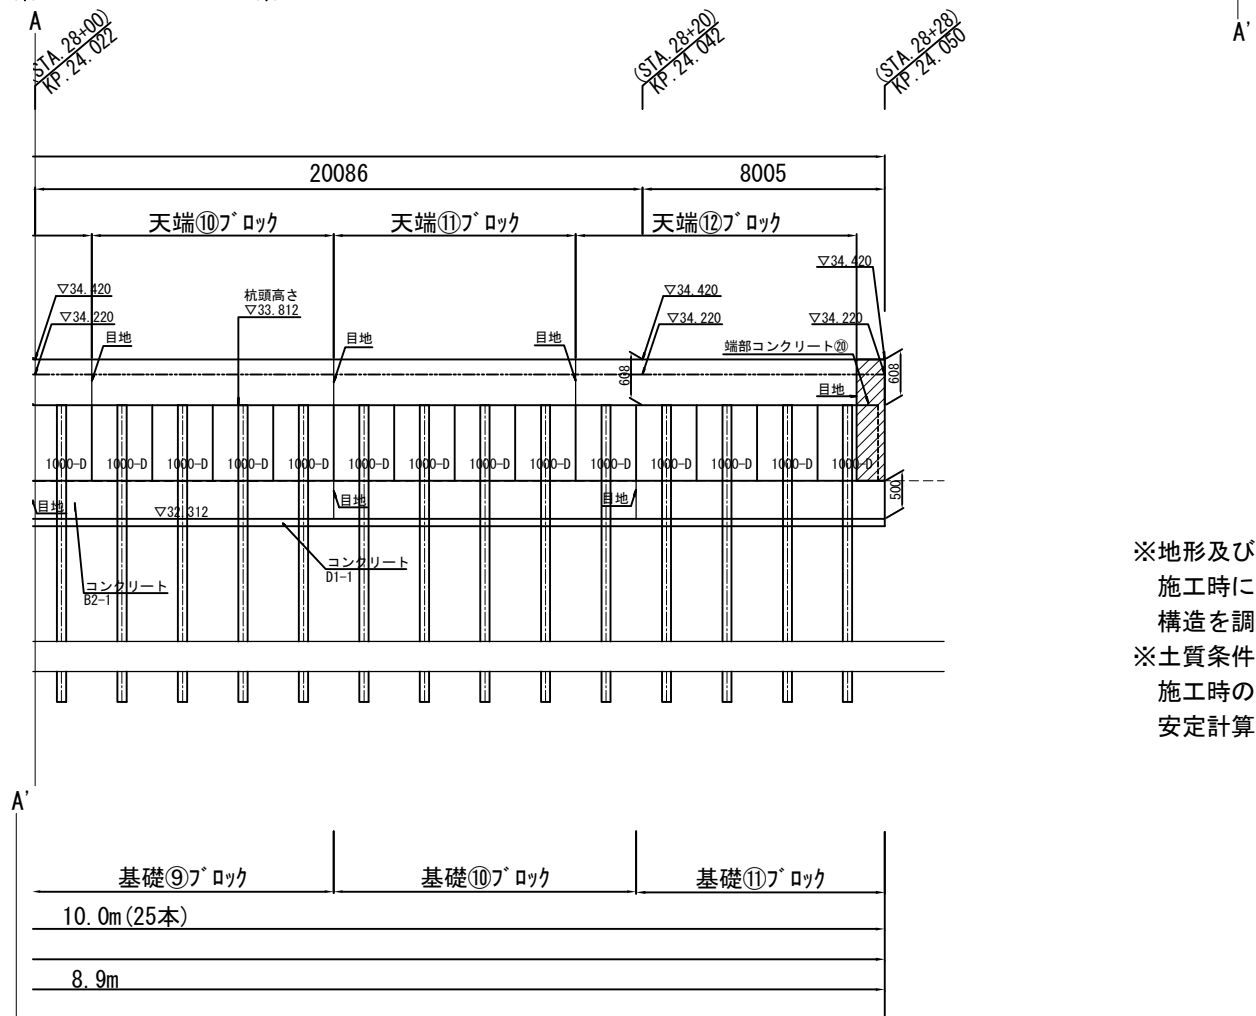 A
(STA.28+00)
KP.24.022
(STA.28+20)
KP.24.042
(STA.28+28)
KP.24.050
A'
20086
8005
天端⑩ブロック
天端⑪ブロック
天端⑫ブロック
▽34.420
▽34.420
杭頭高さ
▽33.812
▽34.420
▽34.220
▽34.220
▽34.220
目地
目地
目地
端部コンクリート⑳
608
608
目地
1000-D 1000-D 1000-D 1000-D 1000-D 1000-D 1000-D 1000-D 1000-D 1000-D 1000-D 1000-D 1000-D 1000-D
500
目地
▽32.312
目地
目地
コンクリート
D1-1
コンクリート
B2-1
※地形及び
施工時に
構造を調
※土質条件
施工時の
安定計算
A'
基礎⑨ブロック
基礎⑩ブロック
基礎⑪ブロック
10.0m(25本)
8.9m